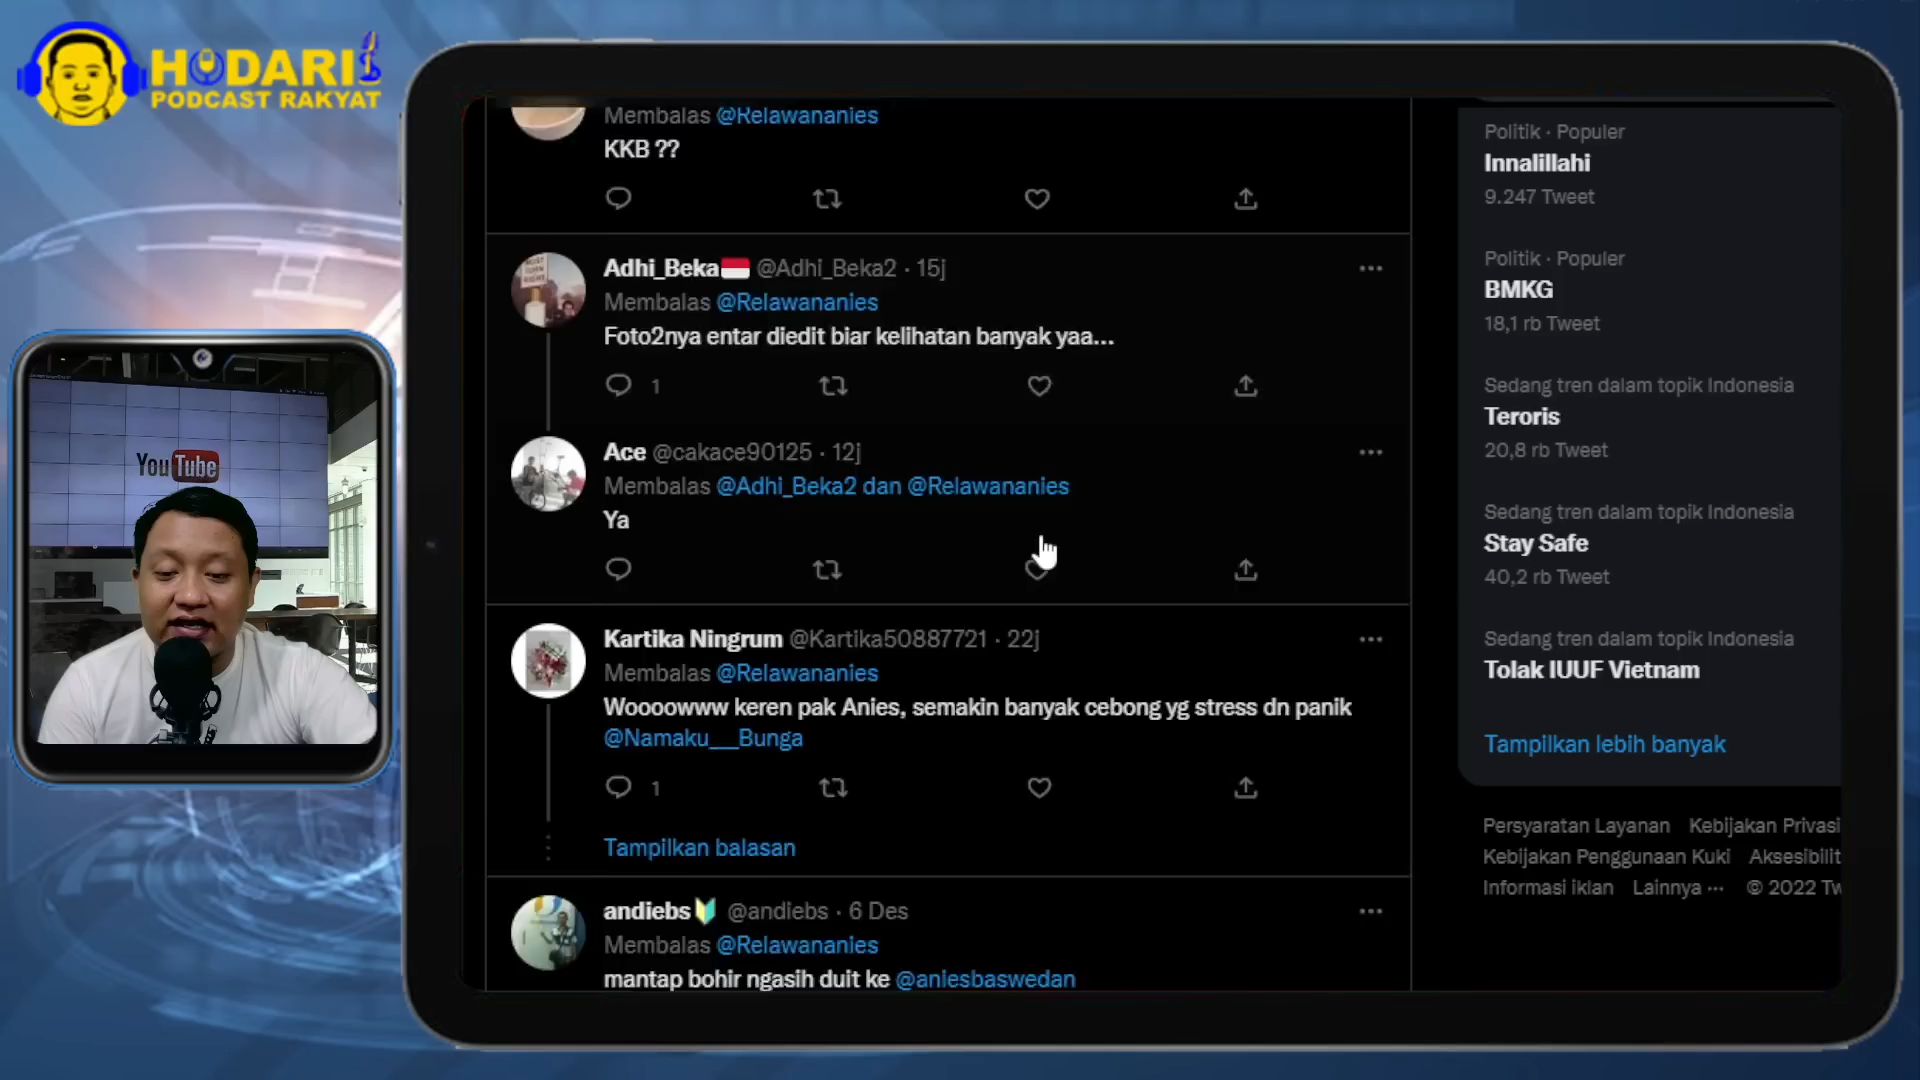 HODARI
PODCAST RAKYAT
YouTube
Membalas @Relawananies
KKB ??
Adhi_Beka @Adhi_Beka2 · 15j
Membalas @Relawananies
Foto2nya entar diedit biar kelihatan banyak yaa...
1
Ace @cakace90125 · 12j
Membalas @Adhi_Beka2 dan @Relawananies
Ya
Kartika Ningrum @Kartika50887721 · 22j
Membalas @Relawananies
Woooowww keren pak Anies, semakin banyak cebong yg stress dn panik
@Namaku__Bunga
1
Tampilkan balasan
andiebs @andiebs · 6 Des
Membalas @Relawananies
mantap bohir ngasih duit ke @aniesbaswedan
Politik · Populer
Innalillahi
9.247 Tweet
Politik · Populer
BMKG
18,1 rb Tweet
Sedang tren dalam topik Indonesia
Teroris
20,8 rb Tweet
Sedang tren dalam topik Indonesia
Stay Safe
40,2 rb Tweet
Sedang tren dalam topik Indonesia
Tolak IUUF Vietnam
Tampilkan lebih banyak
Persyaratan Layanan Kebijakan Privasi
Kebijakan Penggunaan Kuki Aksesibilit
Informasi iklan Lainnya ··· © 2022 Tw